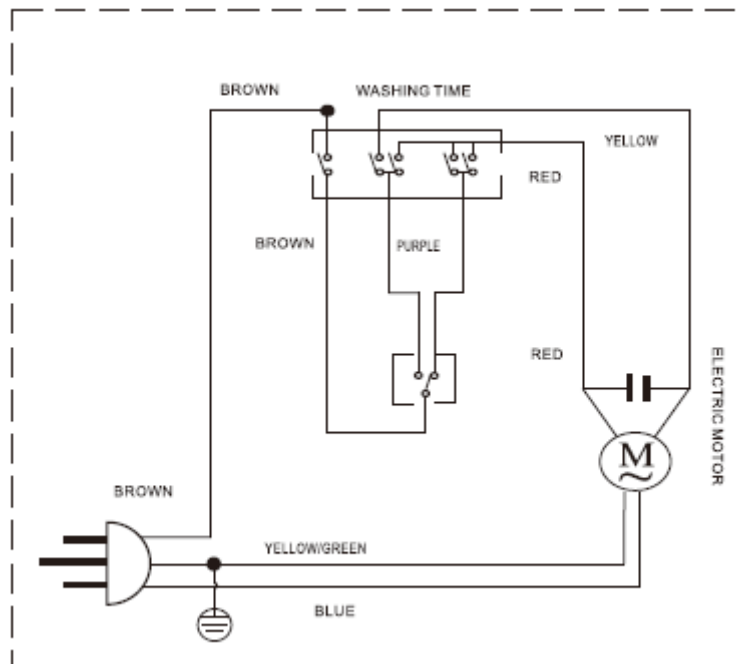 BROWN
WASHING TIME
YELLOW
RED
BROWN
PURPLE
RED
ELECTRIC MOTOR
M
BROWN
YELLOW/GREEN
BLUE